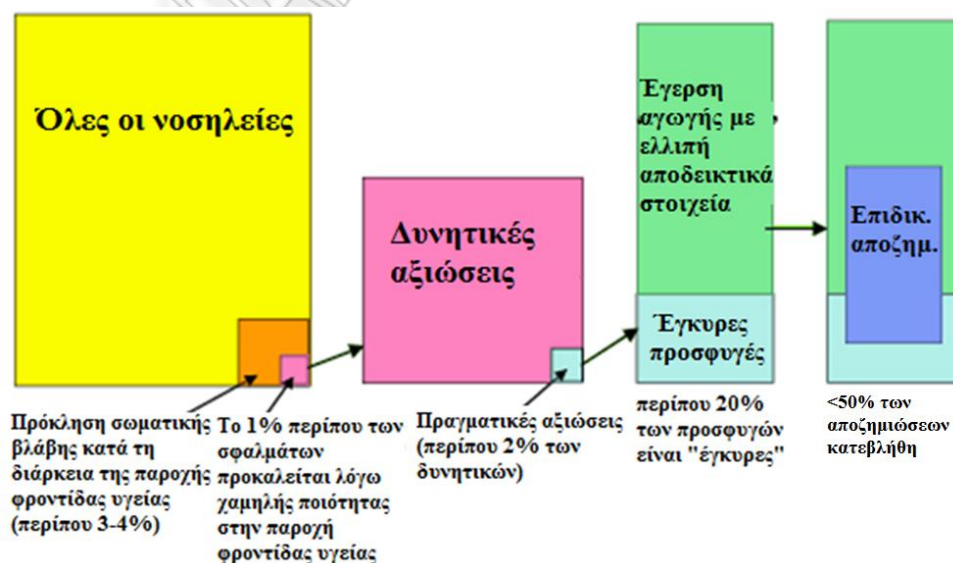 Όλες οι νοσηλείες
Δυνητικές
αξιώσεις
Έγερση
αγωγής με
ελλιπή
αποδεικτικά
στοιχεία
,
Έγκυρες
προσφυγές
Επιδικ.
αποζημ.
Πρόκληση σωματικής
βλάβης κατά τη
διάρκεια της παροχής
φροντίδας υγείας
(περίπου 3-4%)
Το 1% περίπου των
σφαλμάτων
προκαλείται λόγω
χαμηλής ποιότητας
στην παροχή
φροντίδας υγείας
Πραγματικές αξιώσεις
(περίπου 2% των
δυνητικών)
περίπου 20%
των προσφυγών
είναι "έγκυρες"
<50% των
αποζημιώσεων
κατεβλήθη